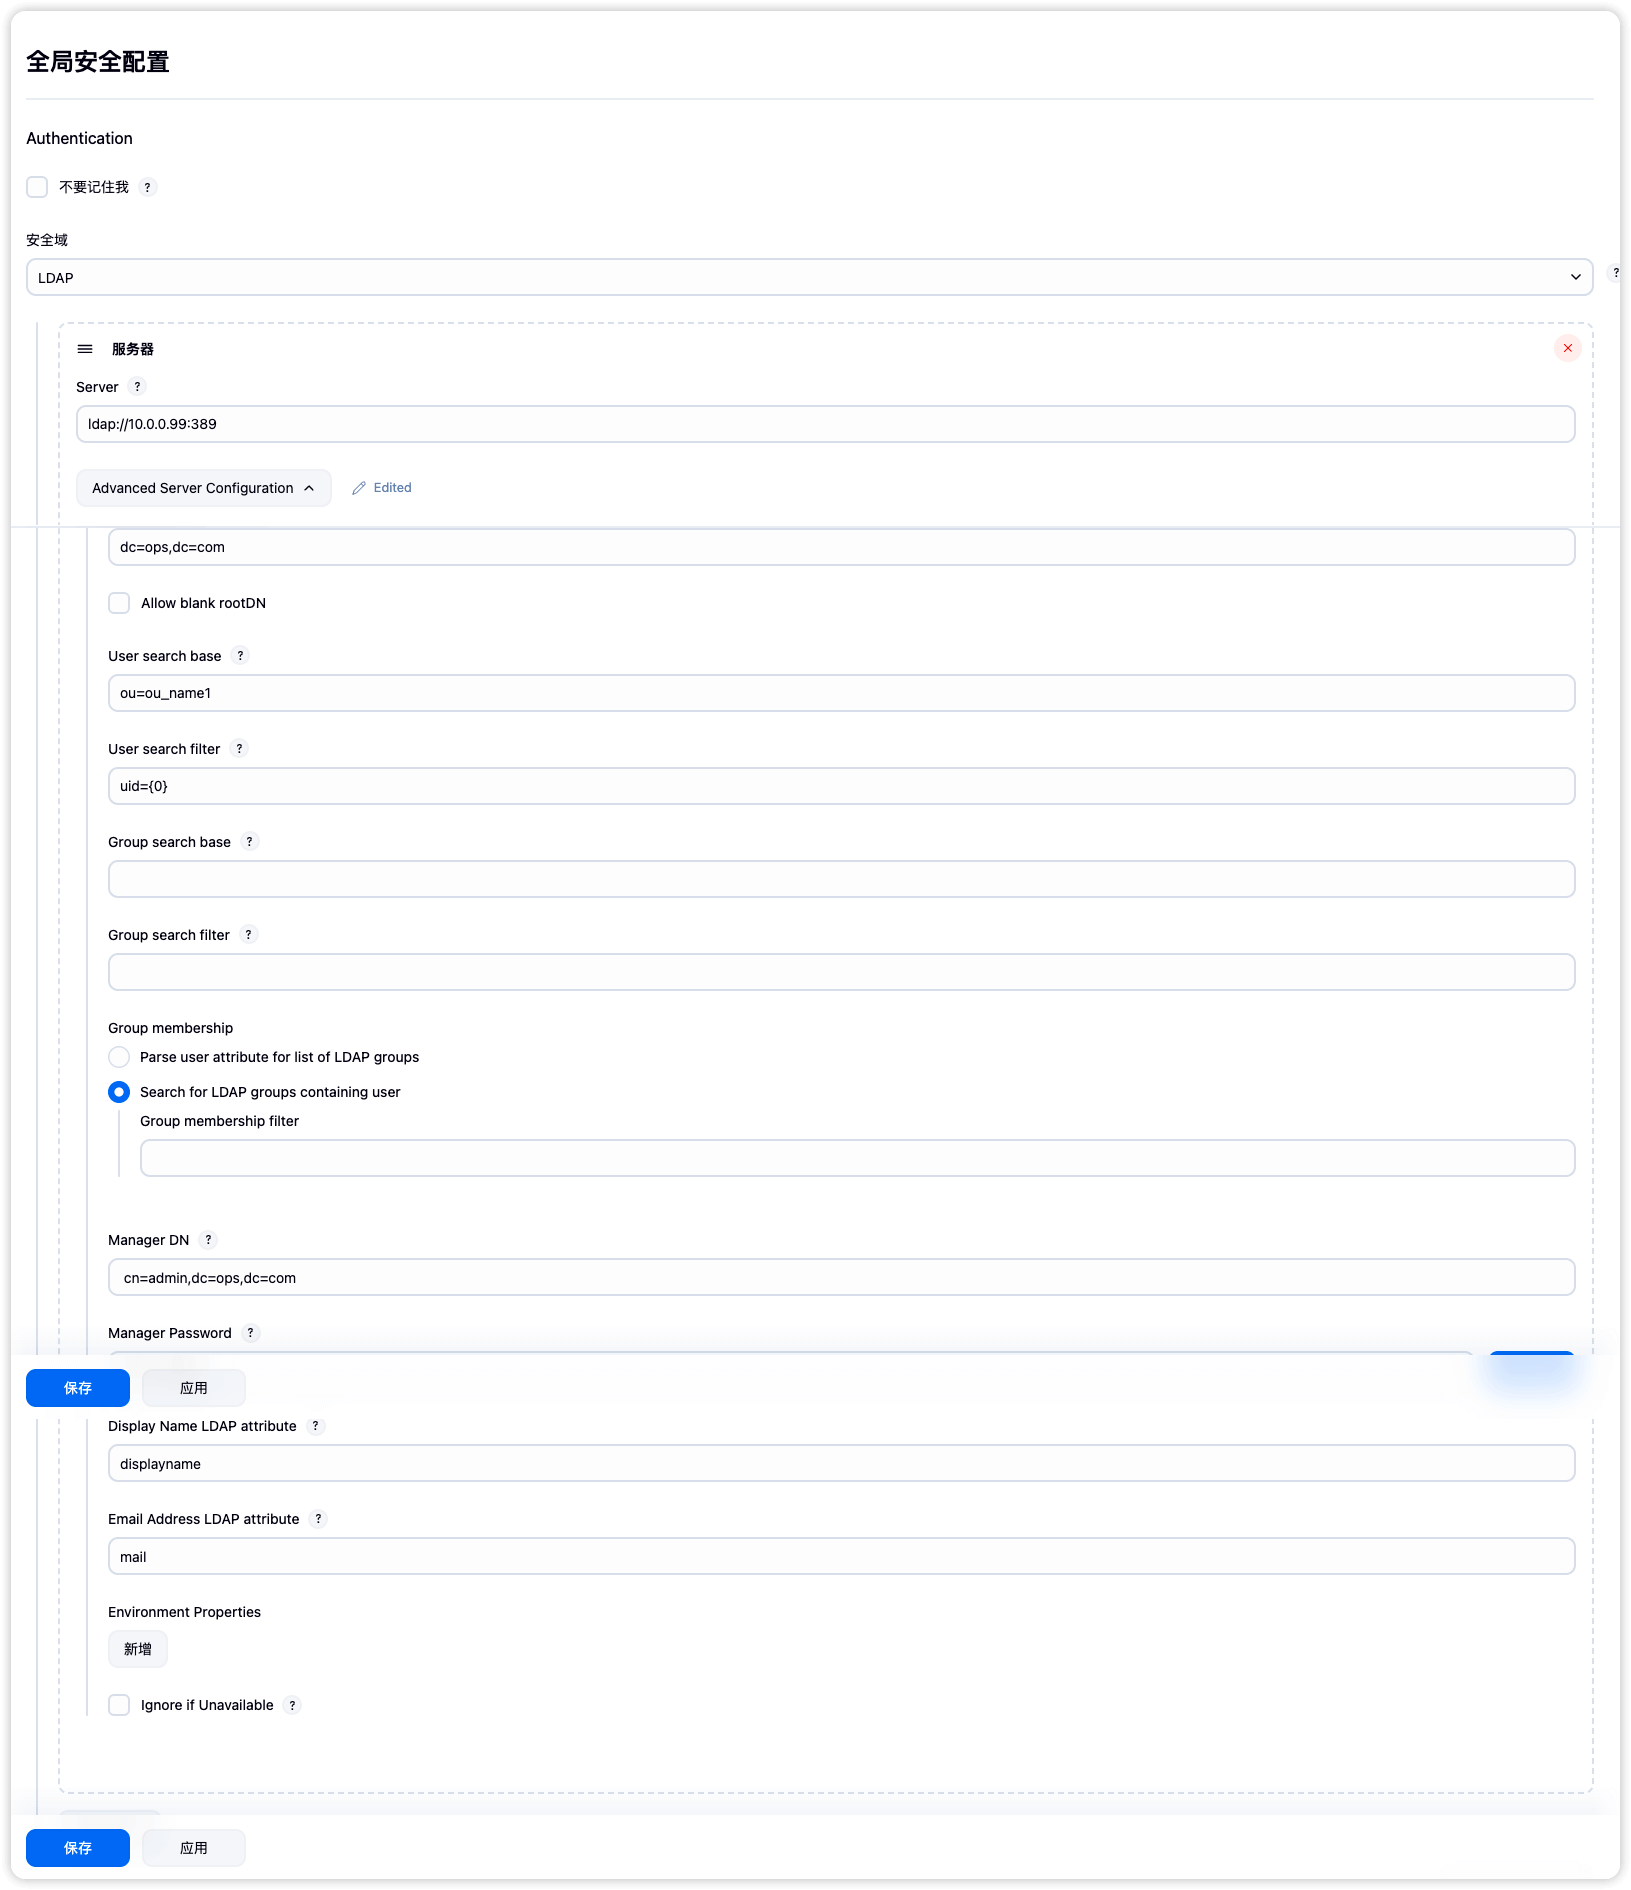 全局安全配置
Authentication
不要记住我 ?
安全域
LDAP
?
服务器
Server ?
ldap://10.0.0.99:389
Advanced Server Configuration
Edited
dc=ops,dc=com
Allow blank rootDN
User search base ?
ou=ou_name1
User search filter ?
uid={0}
Group search base ?
Group search filter ?
Group membership
Parse user attribute for list of LDAP groups
Search for LDAP groups containing user
Group membership filter
Manager DN ?
cn=admin,dc=ops,dc=com
Manager Password ?
保存
应用
Display Name LDAP attribute ?
displayname
Email Address LDAP attribute ?
mail
Environment Properties
新增
Ignore if Unavailable ?
保存
应用